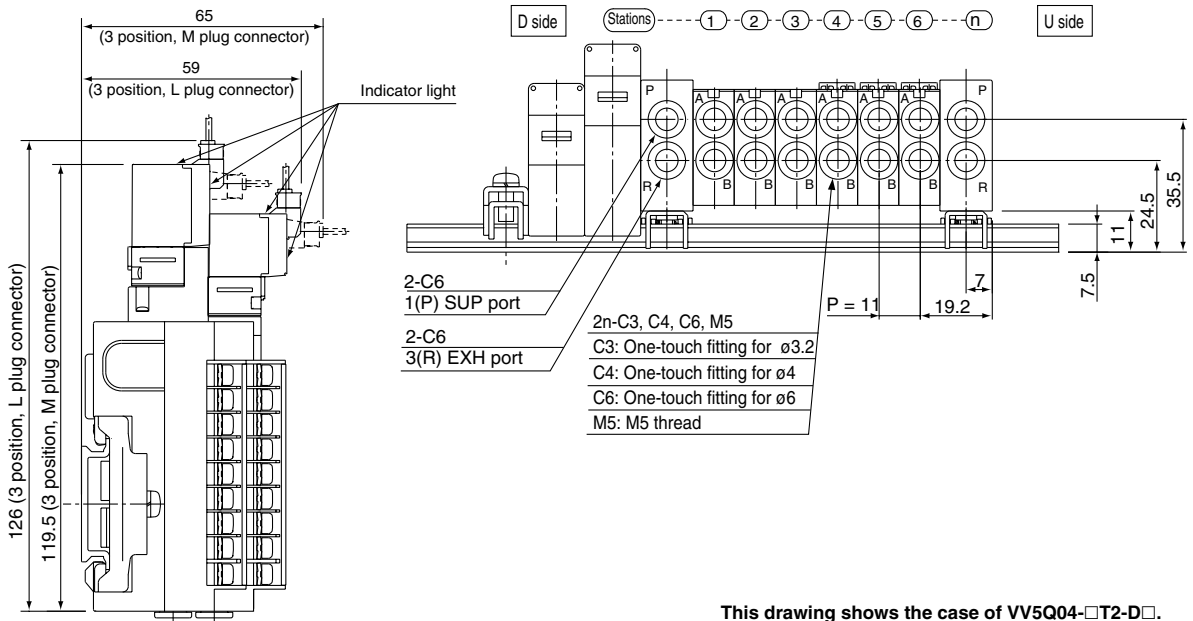 65
(3 position, M plug connector)
59
(3 position, L plug connector)
Indicator light
126 (3 position, L plug connector)
119.5 (3 position, M plug connector)
D side
Stations
1
2
3
4
5
6
n
U side
P
A
A
A
A
A
A
P
R
B
B
B
B
B
B
R
35.5
24.5
11
7.5
7
19.2
P = 11
2-C6
1(P) SUP port
2-C6
3(R) EXH port
2n-C3, C4, C6, M5
C3: One-touch fitting for ø3.2
C4: One-touch fitting for ø4
C6: One-touch fitting for ø6
M5: M5 thread
This drawing shows the case of VV5Q04-□T2-D□.